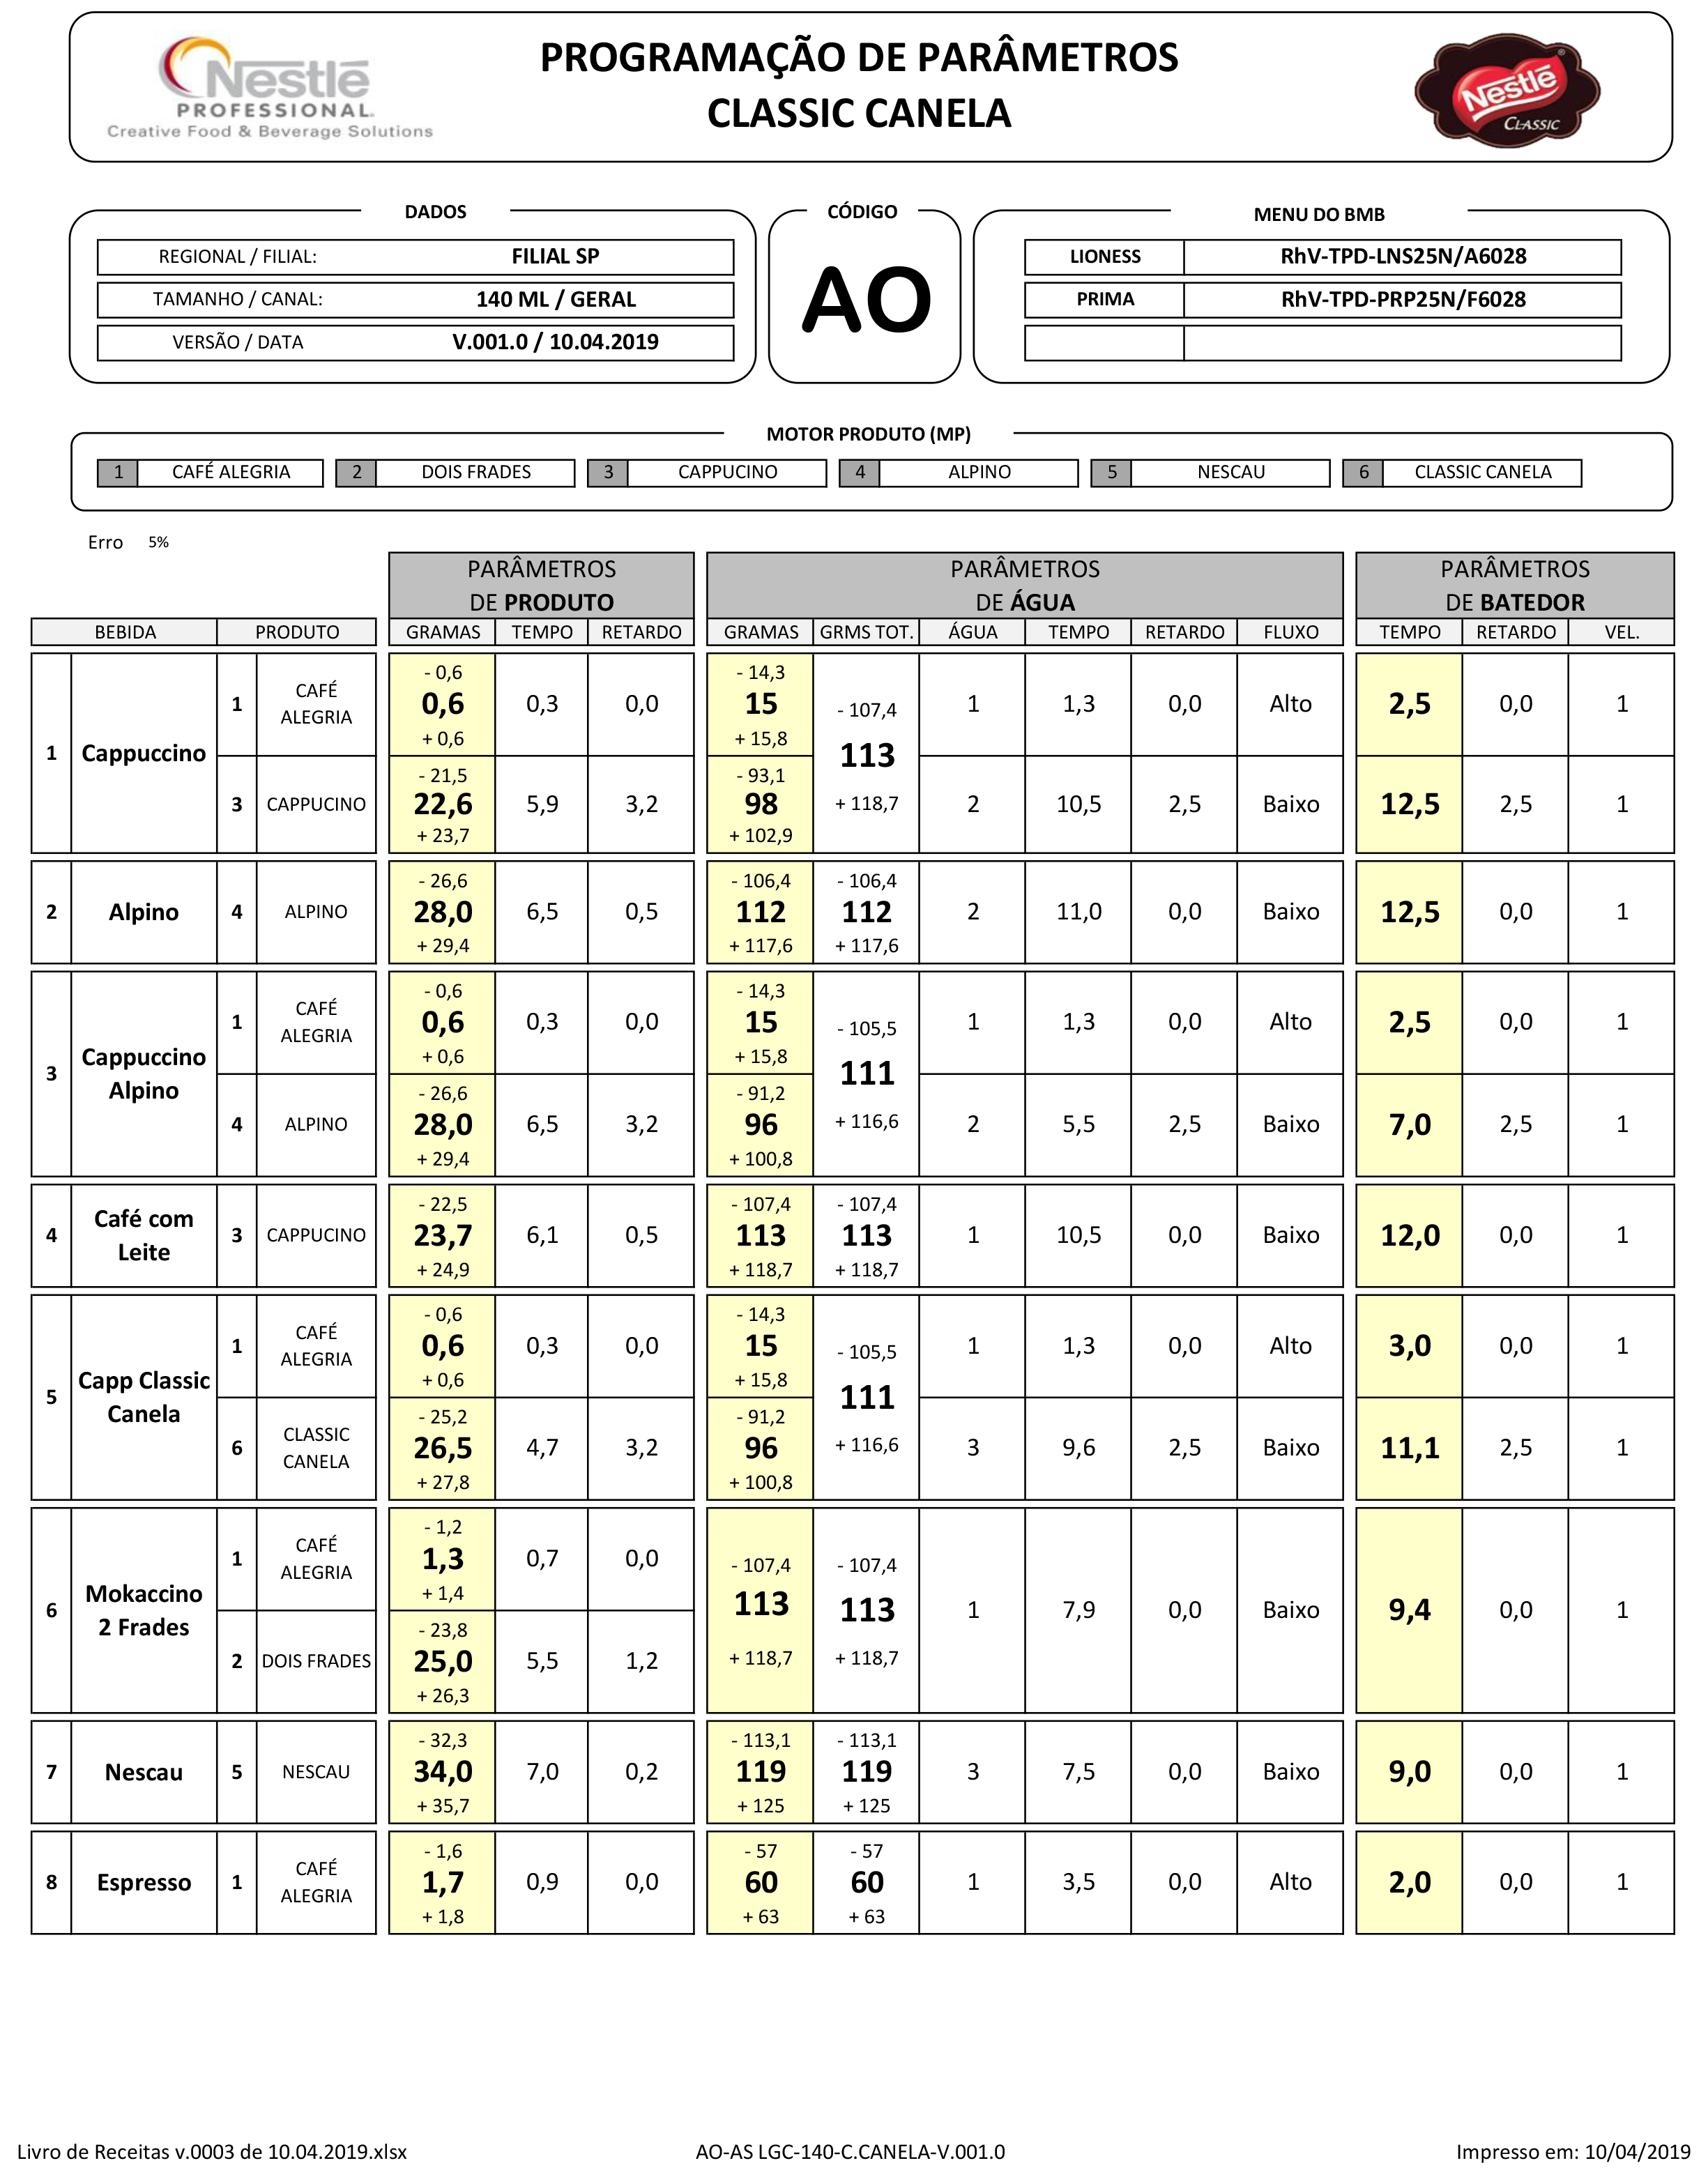 Nestlé
PROFESSIONAL.
Creative Food & Beverage Solutions
PROGRAMAÇÃO DE PARÂMETROS
CLASSIC CANELA
Nestlé
CLASSIC
DADOS
REGIONAL / FILIAL: FILIAL SP
TAMANHO / CANAL: 140 ML / GERAL
VERSÃO / DATA V.001.0 / 10.04.2019
CÓDIGO
AO
MENU DO BMB
LIONESS RhV-TPD-LNS25N/A6028
PRIMA RhV-TPD-PRP25N/F6028
MOTOR PRODUTO (MP)
1 CAFÉ ALEGRIA 2 DOIS FRADES 3 CAPPUCINO 4 ALPINO 5 NESCAU 6 CLASSIC CANELA
Erro 5%
PARÂMETROS
DE PRODUTO
PARÂMETROS
DE ÁGUA
PARÂMETROS
DE BATEDOR
BEBIDA PRODUTO GRAMAS TEMPO RETARDO GRAMAS GRMS TOT. ÁGUA TEMPO RETARDO FLUXO TEMPO RETARDO VEL.
1 Cappuccino
1 CAFÉ
ALEGRIA
- 0,6
0,6 0,3 0,0
+ 0,6
- 14,3
15
+ 15,8
- 107,4
113
+ 118,7
1 1,3 0,0 Alto 2,5 0,0 1
3 CAPPUCINO
- 21,5
22,6 5,9 3,2
+ 23,7
- 93,1
98
+ 102,9
2 10,5 2,5 Baixo 12,5 2,5 1
2 Alpino 4 ALPINO
- 26,6
28,0 6,5 0,5
+ 29,4
- 106,4 - 106,4
112 112
+ 117,6 + 117,6
2 11,0 0,0 Baixo 12,5 0,0 1
3 Cappuccino
Alpino
1 CAFÉ
ALEGRIA
- 0,6
0,6 0,3 0,0
+ 0,6
- 14,3
15
+ 15,8
- 105,5
111
+ 116,6
1 1,3 0,0 Alto 2,5 0,0 1
4 ALPINO
- 26,6
28,0 6,5 3,2
+ 29,4
- 91,2
96
+ 100,8
2 5,5 2,5 Baixo 7,0 2,5 1
4 Café com
Leite
3 CAPPUCINO
- 22,5
23,7 6,1 0,5
+ 24,9
- 107,4 - 107,4
113 113
+ 118,7 + 118,7
1 10,5 0,0 Baixo 12,0 0,0 1
5 Capp Classic
Canela
1 CAFÉ
ALEGRIA
- 0,6
0,6 0,3 0,0
+ 0,6
- 14,3
15
+ 15,8
- 105,5
111
+ 116,6
1 1,3 0,0 Alto 3,0 0,0 1
6 CLASSIC
CANELA
- 25,2
26,5 4,7 3,2
+ 27,8
- 91,2
96
+ 100,8
3 9,6 2,5 Baixo 11,1 2,5 1
6 Mokaccino
2 Frades
1 CAFÉ
ALEGRIA
- 1,2
1,3 0,7 0,0
+ 1,4
2 DOIS FRADES
- 23,8
25,0 5,5 1,2
+ 26,3
- 107,4 - 107,4
113 113
+ 118,7 + 118,7
1 7,9 0,0 Baixo 9,4 0,0 1
7 Nescau 5 NESCAU
- 32,3
34,0 7,0 0,2
+ 35,7
- 113,1 - 113,1
119 119
+ 125 + 125
3 7,5 0,0 Baixo 9,0 0,0 1
8 Espresso 1 CAFÉ
ALEGRIA
- 1,6
1,7 0,9 0,0
+ 1,8
- 57 - 57
60 60
+ 63 + 63
1 3,5 0,0 Alto 2,0 0,0 1
Livro de Receitas v.0003 de 10.04.2019.xlsx AO-AS LGC-140-C.CANELA-V.001.0 Impresso em: 10/04/2019